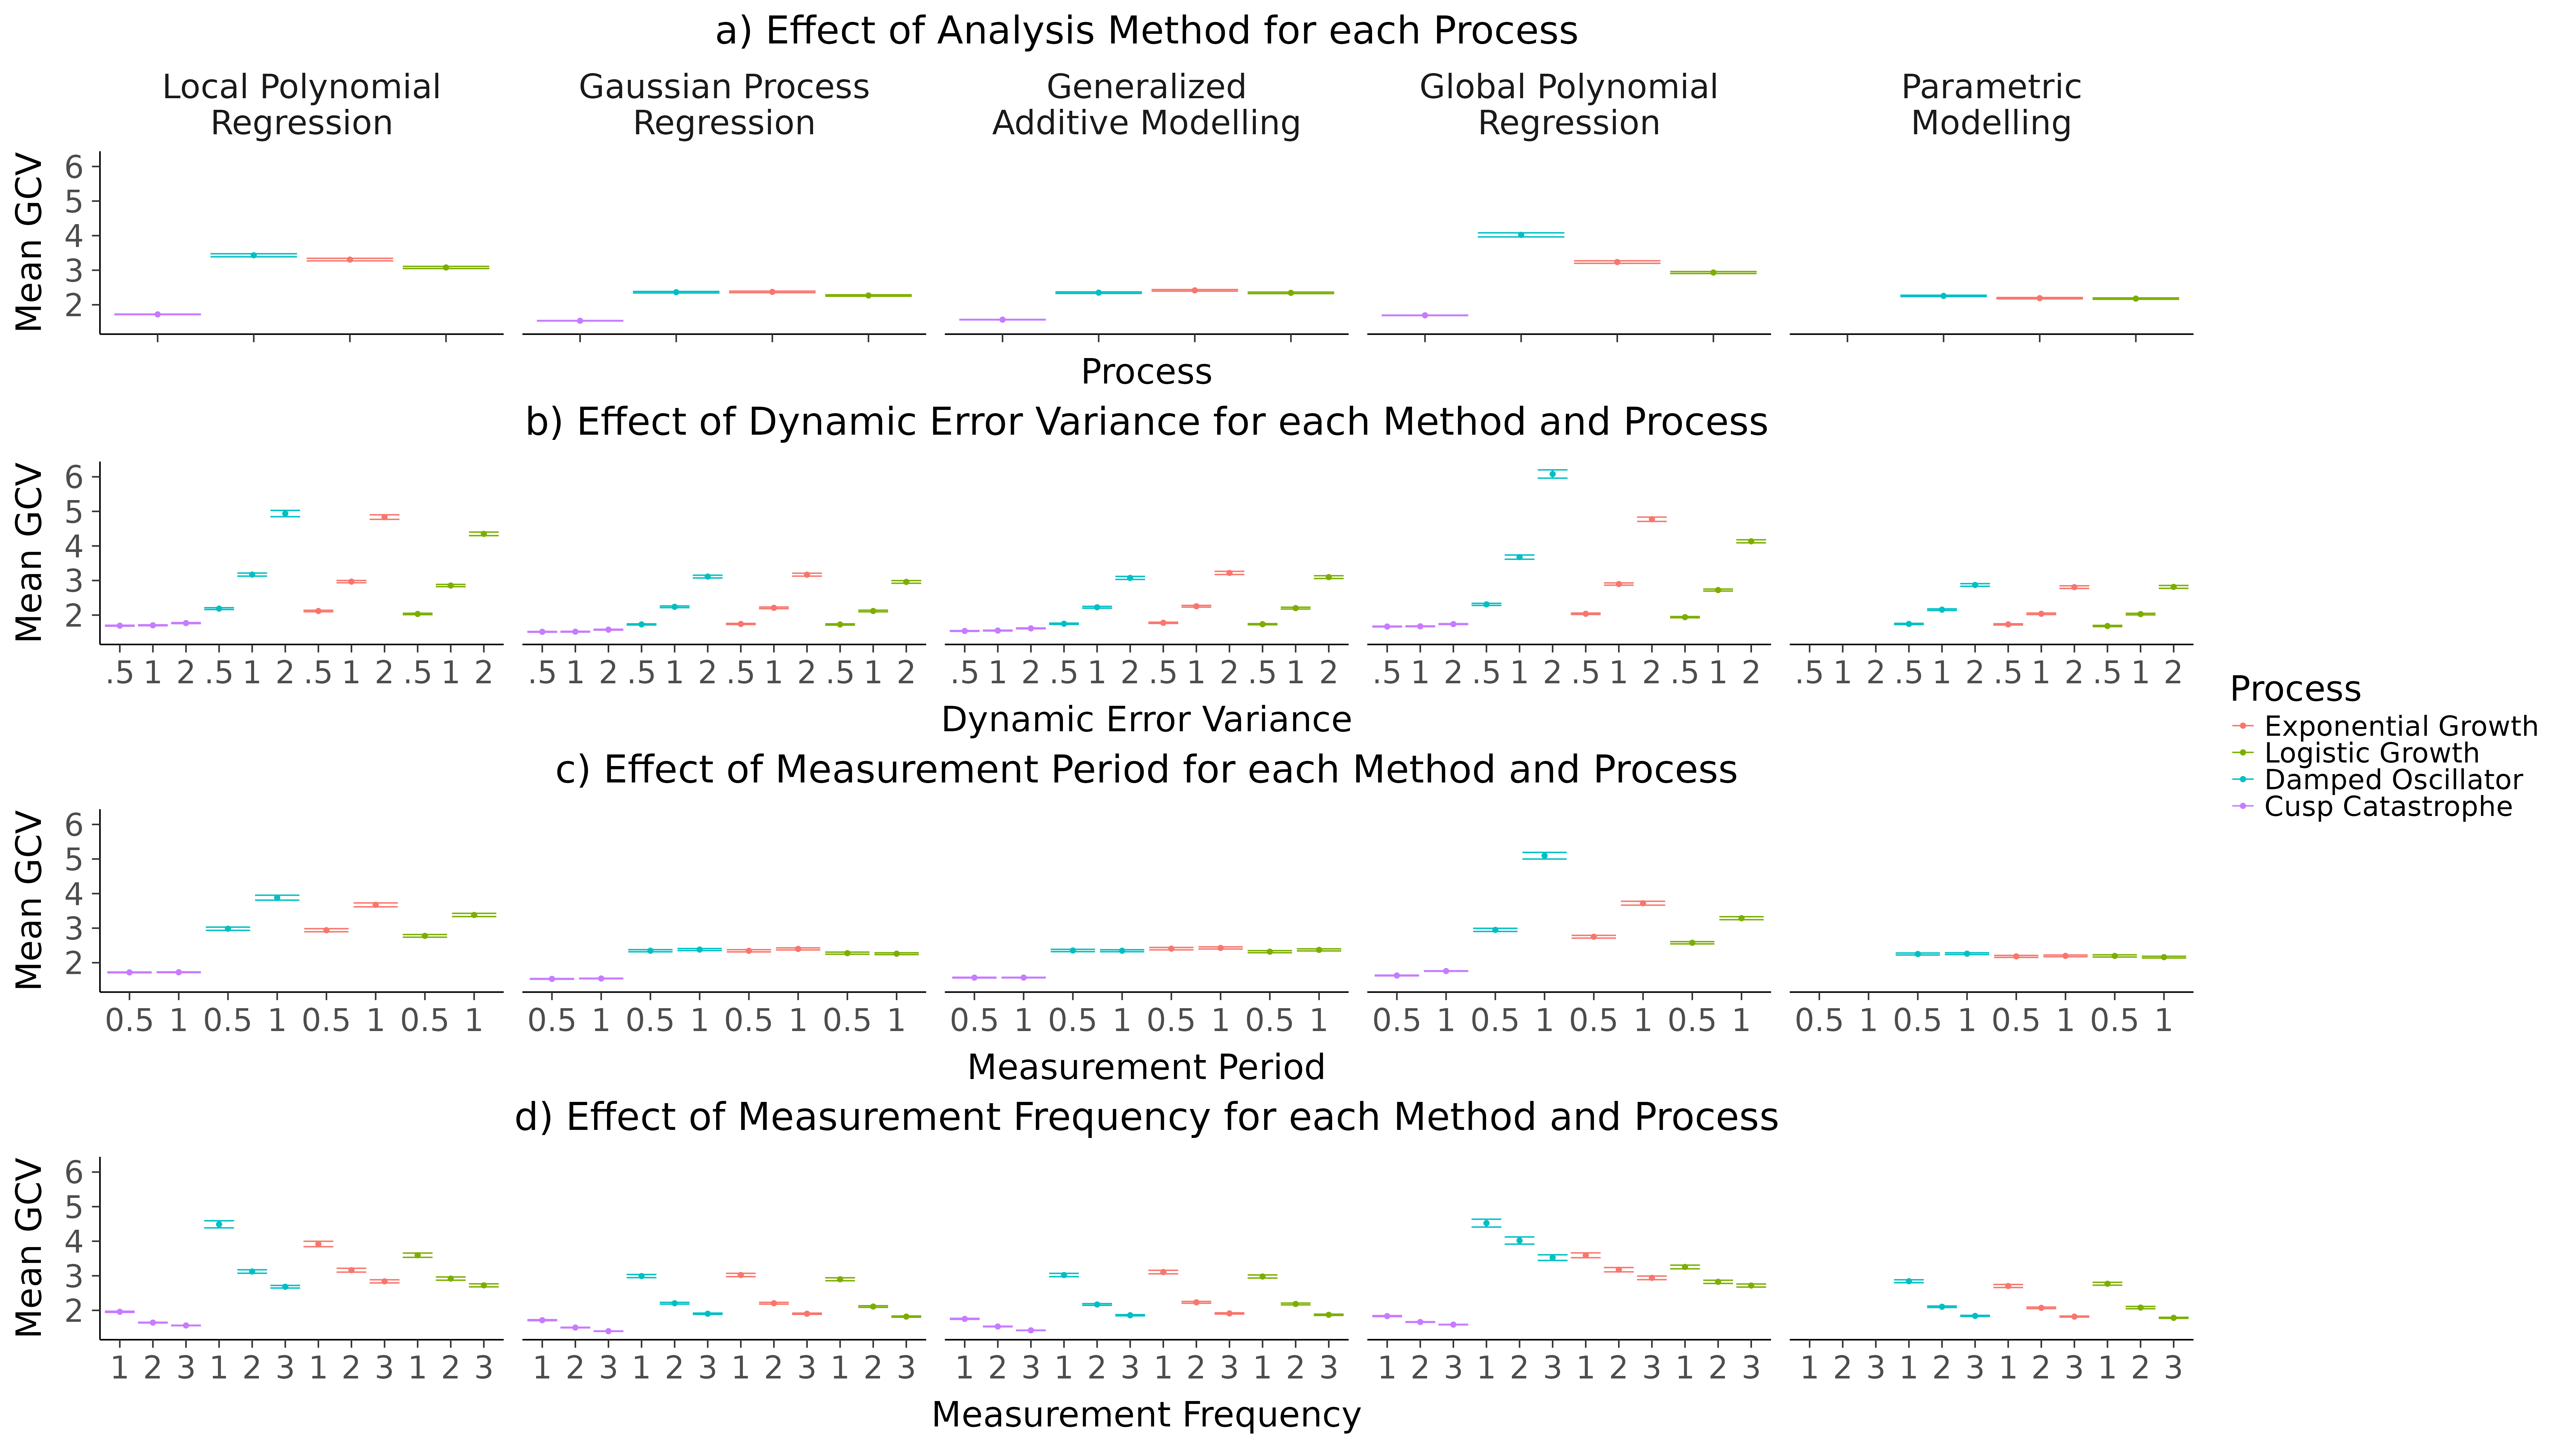 a) Effect of Analysis Method for each Process
Local Polynomial Regression
Gaussian Process Regression
Generalized Additive Modelling
Global Polynomial Regression
Parametric Modelling
Mean GCV
6
5
4
3
2
Process
b) Effect of Dynamic Error Variance for each Method and Process
Mean GCV
6
5
4
3
2
.5 1 2 .5 1 2 .5 1 2 .5 1 2 .5 1 2 .5 1 2 .5 1 2 .5 1 2 .5 1 2 .5 1 2 .5 1 2 .5 1 2 .5 1 2 .5 1 2 .5 1 2 .5 1 2 .5 1 2 .5 1 2 .5 1 2 .5 1 2
Dynamic Error Variance
Process
Exponential Growth
Logistic Growth
Damped Oscillator
Cusp Catastrophe
c) Effect of Measurement Period for each Method and Process
Mean GCV
6
5
4
3
2
0.5 1 0.5 1 0.5 1 0.5 1 0.5 1 0.5 1 0.5 1 0.5 1 0.5 1 0.5 1 0.5 1 0.5 1 0.5 1 0.5 1 0.5 1 0.5 1 0.5 1 0.5 1 0.5 1 0.5 1
Measurement Period
d) Effect of Measurement Frequency for each Method and Process
Mean GCV
6
5
4
3
2
1 2 3 1 2 3 1 2 3 1 2 3 1 2 3 1 2 3 1 2 3 1 2 3 1 2 3 1 2 3 1 2 3 1 2 3 1 2 3 1 2 3 1 2 3 1 2 3 1 2 3 1 2 3 1 2 3 1 2 3
Measurement Frequency